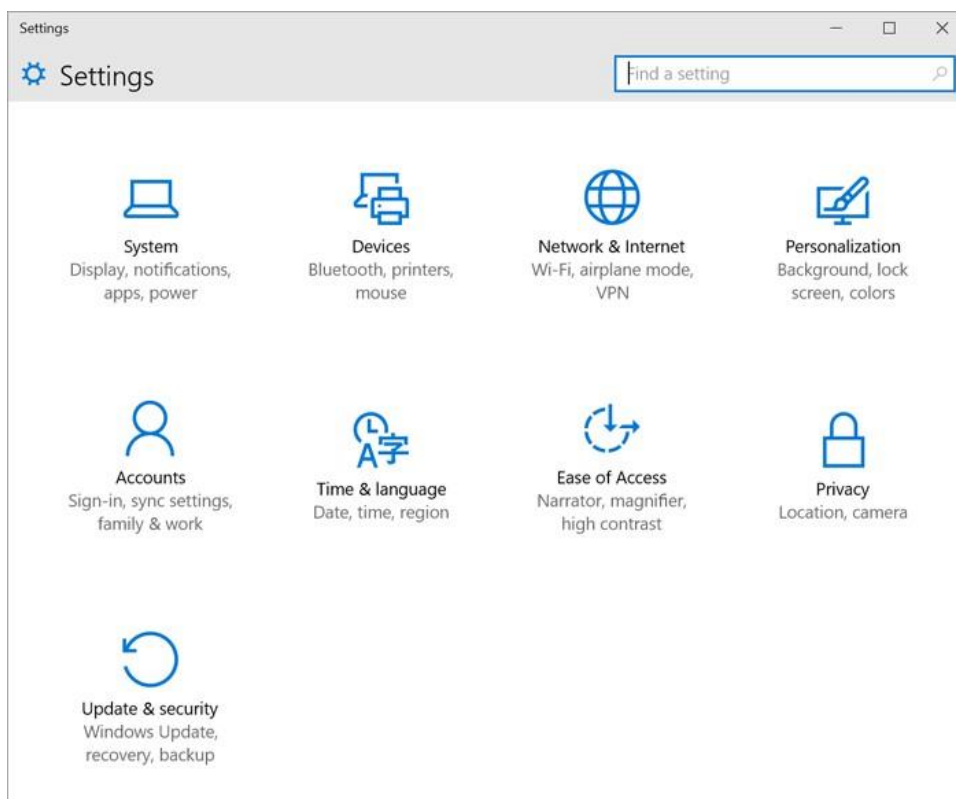 Settings
Settings
Find a setting
System
Display, notifications,
apps, power
Devices
Bluetooth, printers,
mouse
Network & Internet
Wi-Fi, airplane mode,
VPN
Personalization
Background, lock
screen, colors
Accounts
Sign-in, sync settings,
family & work
A字
Time & language
Date, time, region
Ease of Access
Narrator, magnifier,
high contrast
Privacy
Location, camera
Update & security
Windows Update,
recovery, backup